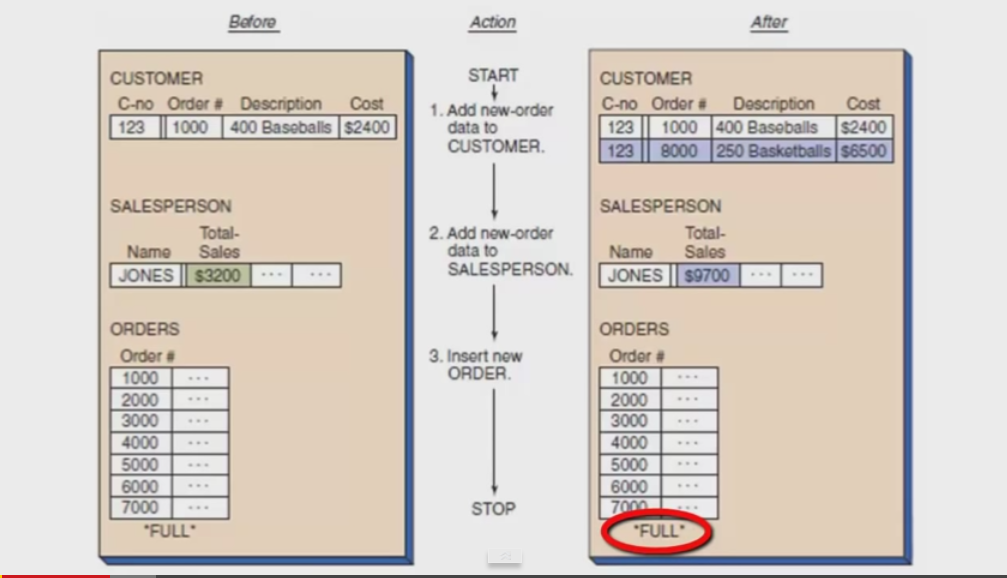 Before
Action
After
CUSTOMER
C-no Order # Description Cost
123 1000 400 Baseballs $2400
SALESPERSON
Total-
Name Sales
JONES $3200 ... ...
ORDERS
Order #
1000 ...
2000 ...
3000 ...
4000 ...
5000 ...
6000 ...
7000 ...
*FULL*
START
1. Add new-order
data to
CUSTOMER.
2. Add new-order
data to
SALESPERSON.
3. Insert new
ORDER.
STOP
CUSTOMER
C-no Order # Description Cost
123 1000 400 Baseballs $2400
123 8000 250 Basketballs $6500
SALESPERSON
Total-
Name Sales
JONES $9700 ... ...
ORDERS
Order #
1000 ...
2000 ...
3000 ...
4000 ...
5000 ...
6000 ...
7000 ...
*FULL*